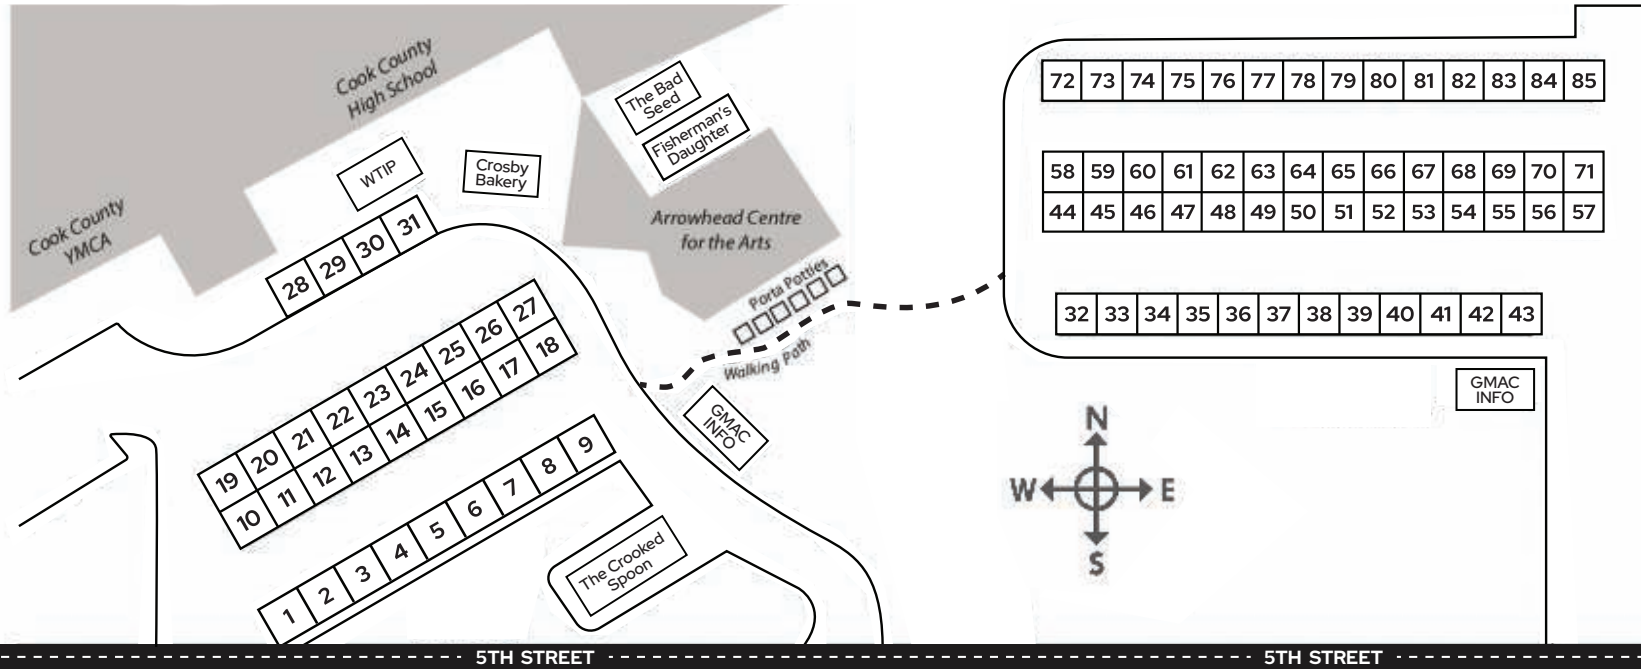 Cook County
High School
Cook County
YMCA
WTIP
Crosby
Bakery
The Bad
Seed
Fisherman's
Daughter
Arrowhead Centre
for the Arts
Porta Potties
Walking Path
GMAC
INFO
28 29 30 31
19 20 21 22 23 24 25 26 27
10 11 12 13 14 15 16 17 18
1 2 3 4 5 6 7 8 9
The Crooked
Spoon
72 73 74 75 76 77 78 79 80 81 82 83 84 85
58 59 60 61 62 63 64 65 66 67 68 69 70 71
44 45 46 47 48 49 50 51 52 53 54 55 56 57
32 33 34 35 36 37 38 39 40 41 42 43
GMAC
INFO
N
W E
S
5TH STREET
5TH STREET